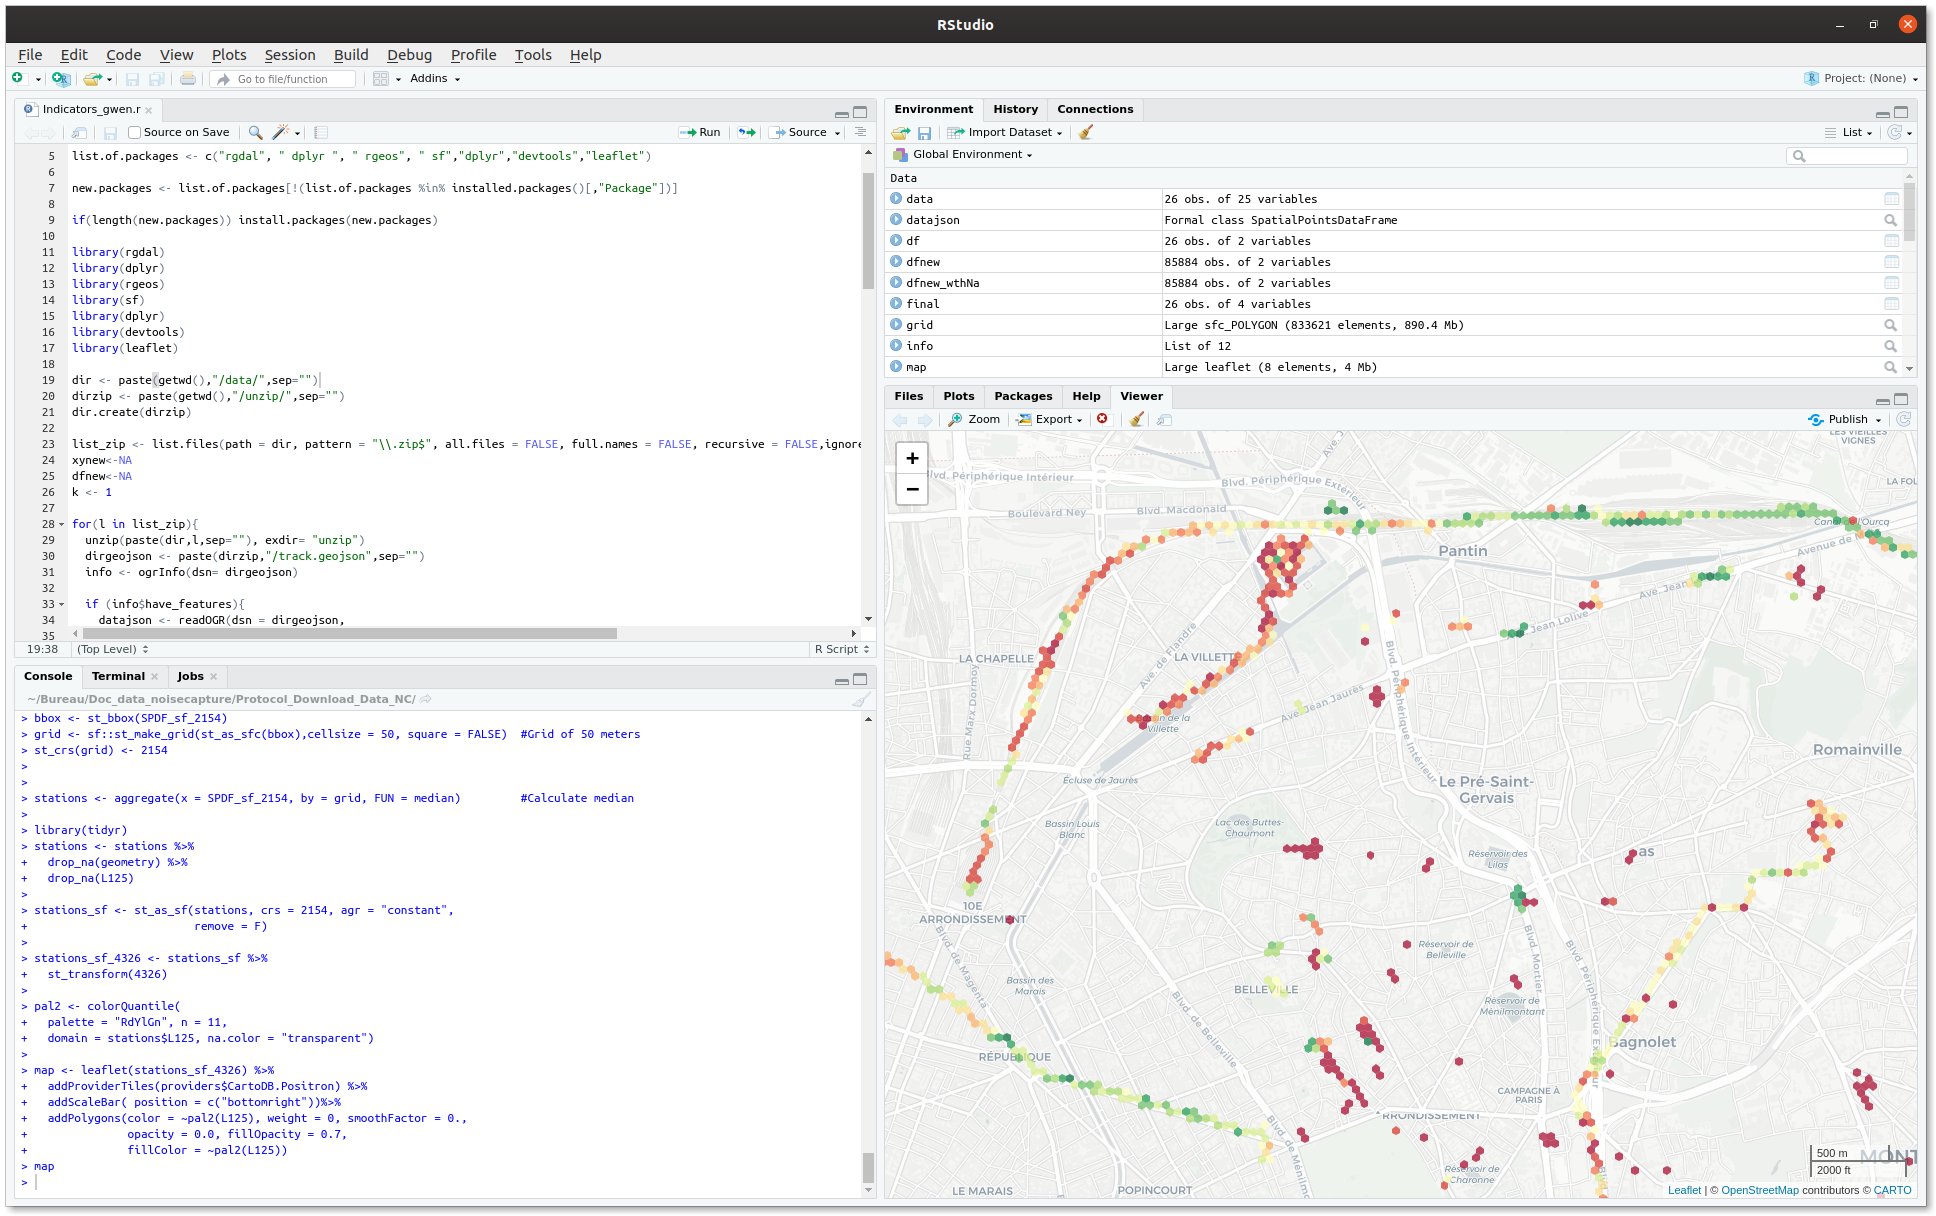 RStudio
File Edit Code View Plots Session Build Debug Profile Tools Help
Go to file/function Addins Project: (None)
Indicators_gwen.r
Source on Save Run Source
5 list.of.packages <- c("rgdal", " dplyr ", " rgeos", " sf","dplyr","devtools","leaflet")
6
7 new.packages <- list.of.packages[!(list.of.packages %in% installed.packages()[,"Package"])]
8
9 if(length(new.packages)) install.packages(new.packages)
10
11 library(rgdal)
12 library(dplyr)
13 library(rgeos)
14 library(sf)
15 library(dplyr)
16 library(devtools)
17 library(leaflet)
18
19 dir <- paste(getwd(),"/data/",sep="")
20 dirzip <- paste(getwd(),"/unzip/",sep="")
21 dir.create(dirzip)
22
23 list_zip <- list.files(path = dir, pattern = "\\.zip$", all.files = FALSE, full.names = FALSE, recursive = FALSE,ignore
24 xynew<-NA
25 dfnew<-NA
26 k <- 1
27
28 for(l in list_zip){
29 unzip(paste(dir,l,sep=""), exdir= "unzip")
30 dirgeojson <- paste(dirzip,"/track.geojson",sep="")
31 info <- ogrInfo(dsn= dirgeojson)
32
33 if (info$have_features){
34 datajson <- readOGR(dsn = dirgeojson,
35
19:38 (Top Level) R Script
Console Terminal Jobs
~/Bureau/Doc_data_noisecapture/Protocol_Download_Data_NC/
> bbox <- st_bbox(SPDF_sf_2154)
> grid <- sf::st_make_grid(st_as_sfc(bbox),cellsize = 50, square = FALSE) #Grid of 50 meters
> st_crs(grid) <- 2154
>
>
> stations <- aggregate(x = SPDF_sf_2154, by = grid, FUN = median) #Calculate median
>
> library(tidyr)
> stations <- stations %>%
+ drop_na(geometry) %>%
+ drop_na(L125)
>
> stations_sf <- st_as_sf(stations, crs = 2154, agr = "constant",
+ remove = F)
>
> stations_sf_4326 <- stations_sf %>%
+ st_transform(4326)
>
> pal2 <- colorQuantile(
+ palette = "RdYlGn", n = 11,
+ domain = stations$L125, na.color = "transparent")
>
> map <- leaflet(stations_sf_4326) %>%
+ addProviderTiles(providers$CartoDB.Positron) %>%
+ addScaleBar( position = c("bottomright"))%>%
+ addPolygons(color = ~pal2(L125), weight = 0, smoothFactor = 0.,
+ opacity = 0.0, fillOpacity = 0.7,
+ fillColor = ~pal2(L125))
> map
>
Environment History Connections
Import Dataset List
Global Environment
Data
data 26 obs. of 25 variables
datajson Formal class SpatialPointsDataFrame
df 26 obs. of 2 variables
dfnew 85884 obs. of 2 variables
dfnew_wthNa 85884 obs. of 2 variables
final 26 obs. of 4 variables
grid Large sfc_POLYGON (833621 elements, 890.4 Mb)
info List of 12
map Large leaflet (8 elements, 4 Mb)
Files Plots Packages Help Viewer
Zoom Export Publish
+
−
LES VIEILLES
VIGNES
Blvd. Périphérique Intérieur
Blvd. Périphérique Extérieur
Boulevard Ney
Blvd. Macdonald
Pantin
Avenue de
Ave. Jean
Jean Lolive
Ave. de Flandre
LA CHAPELLE
LA VILLETTE
Rue Marx Dormoy
Villette
Ave. Jean Jaurès
Blvd. Périphérique Intérieur
Écluse de Jaurès
Romainville
Le Pré-Saint-
Gervais
Bassin Louis
Blanc
Lac des Buttes-
Chaumont
Réservoir des
Lilas
as
10E
ARRONDISSEMENT
Blvd. de Magenta
Réservoir de
Belleville
Bassin des
Marais
BELLEVILLE
Blvd. de Belleville
Blvd. Mortier
Réservoir de
Ménilmontant
Bagnolet
RÉPUBLIQUE
CAMPAGNE À
PARIS
RRONDISSEMENT
Réservoir de
Charonne
LE MARAIS
POPINCOURT
MONT
500 m
2000 ft
Leaflet | © OpenStreetMap contributors © CARTO